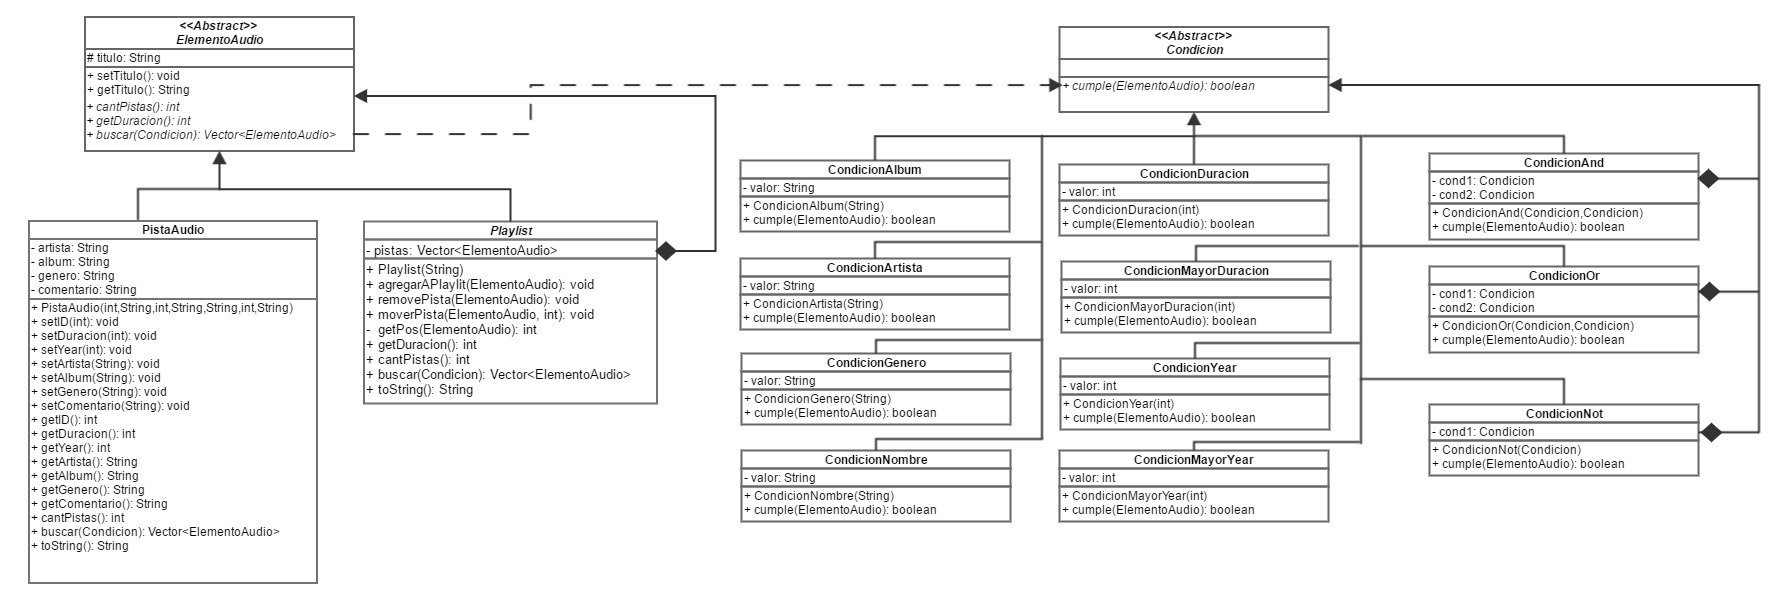 <<Abstract>>
ElementoAudio
# titulo: String
+ setTitulo(): void
+ getTitulo(): String
+ cantPistas(): int
+ getDuracion(): int
+ buscar(Condicion): Vector<ElementoAudio>
PistaAudio
- artista: String
- album: String
- genero: String
- comentario: String
+ PistaAudio(int,String,int,String,String,int,String)
+ setID(int): void
+ setDuracion(int): void
+ setYear(int): void
+ setArtista(String): void
+ setAlbum(String): void
+ setGenero(String): void
+ setComentario(String): void
+ getID(): int
+ getDuracion(): int
+ getYear(): int
+ getArtista(): String
+ getAlbum(): String
+ getGenero(): String
+ getComentario(): String
+ cantPistas(): int
+ buscar(Condicion): Vector<ElementoAudio>
+ toString(): String
Playlist
- pistas: Vector<ElementoAudio>
+ Playlist(String)
+ agregarAPlaylit(ElementoAudio): void
+ removePista(ElementoAudio): void
+ moverPista(ElementoAudio, int): void
- getPos(ElementoAudio): int
+ getDuracion(): int
+ cantPistas(): int
+ buscar(Condicion): Vector<ElementoAudio>
+ toString(): String
<<Abstract>>
Condicion
+ cumple(ElementoAudio): boolean
CondicionAlbum
- valor: String
+ CondicionAlbum(String)
+ cumple(ElementoAudio): boolean
CondicionArtista
- valor: String
+ CondicionArtista(String)
+ cumple(ElementoAudio): boolean
CondicionGenero
- valor: String
+ CondicionGenero(String)
+ cumple(ElementoAudio): boolean
CondicionNombre
- valor: String
+ CondicionNombre(String)
+ cumple(ElementoAudio): boolean
CondicionDuracion
- valor: int
+ CondicionDuracion(int)
+ cumple(ElementoAudio): boolean
CondicionMayorDuracion
- valor: int
+ CondicionMayorDuracion(int)
+ cumple(ElementoAudio): boolean
CondicionYear
- valor: int
+ CondicionYear(int)
+ cumple(ElementoAudio): boolean
CondicionMayorYear
- valor: int
+ CondicionMayorYear(int)
+ cumple(ElementoAudio): boolean
CondicionAnd
- cond1: Condicion
- cond2: Condicion
+ CondicionAnd(Condicion,Condicion)
+ cumple(ElementoAudio): boolean
CondicionOr
- cond1: Condicion
- cond2: Condicion
+ CondicionOr(Condicion,Condicion)
+ cumple(ElementoAudio): boolean
CondicionNot
- cond1: Condicion
+ CondicionNot(Condicion)
+ cumple(ElementoAudio): boolean